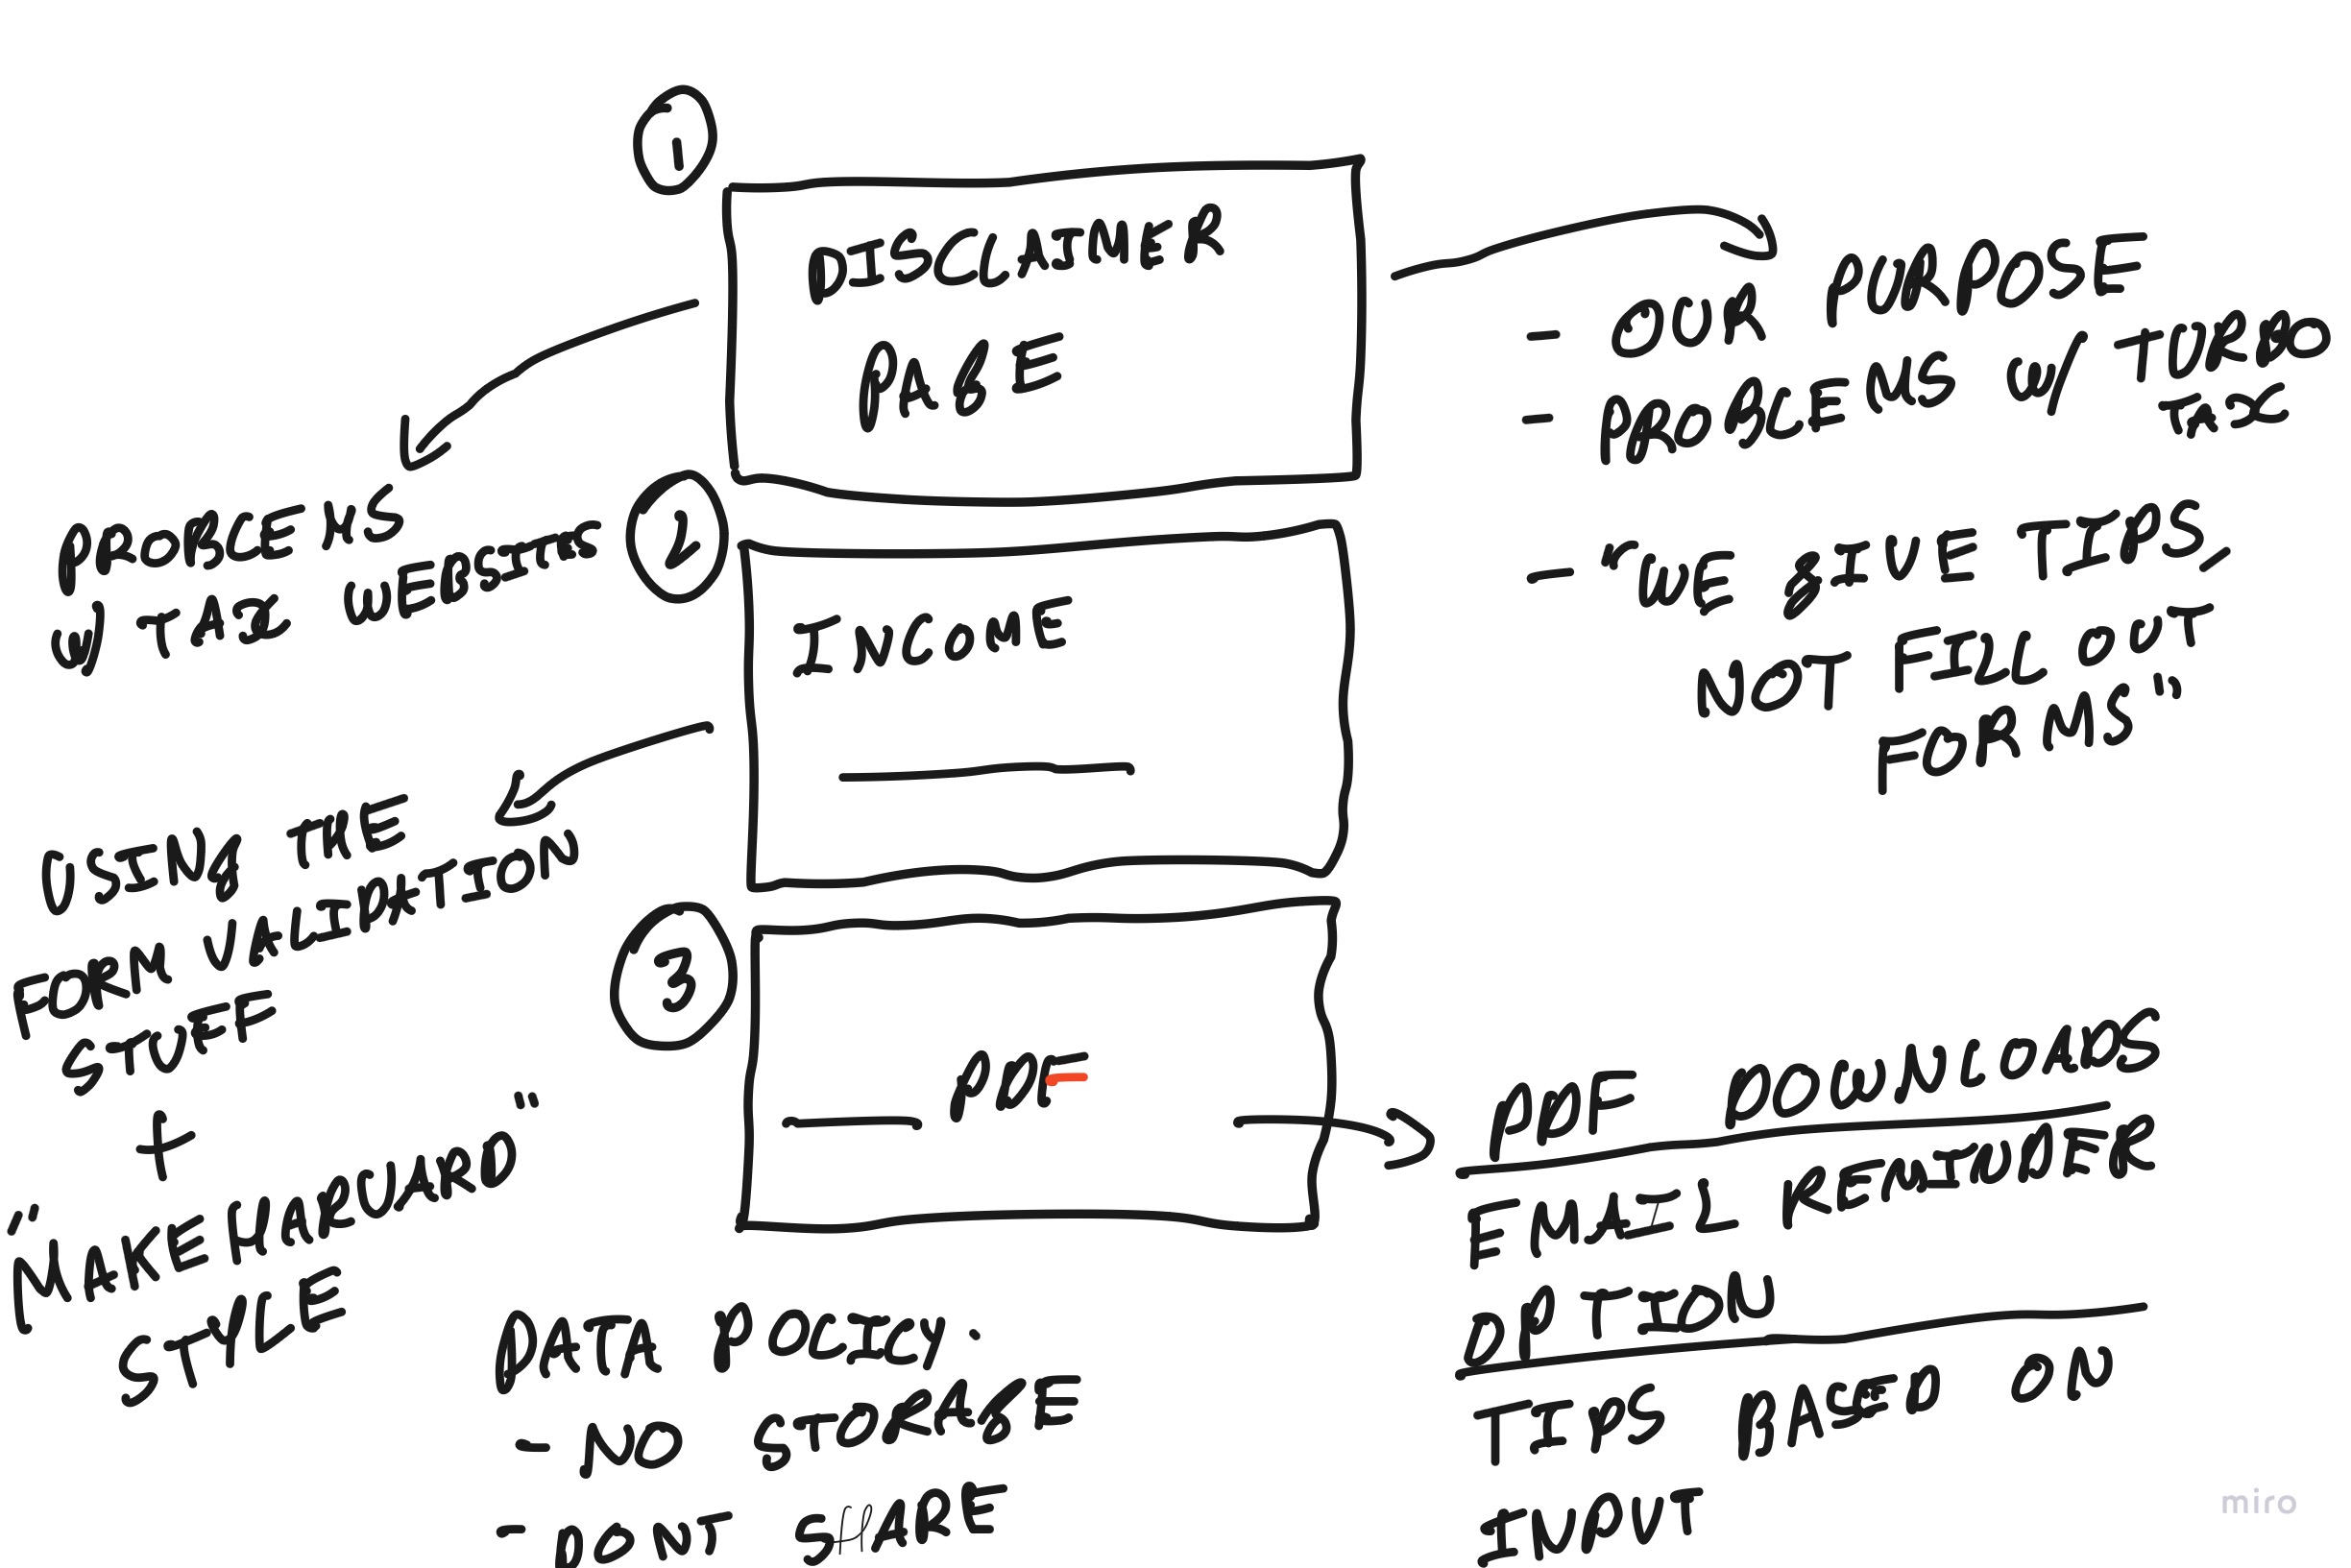 1
DISCLAIMER
PAGE
- OUR PURPOSE
- PROBLEMS W/ TURBO
TAX
- "WE GIVE TIPS,
NOT FILL OUT
FORMS"
PROBLEMS
W/ TAX WEBSITES
2
INCOME
USING THE
FORM VALIDATION
STUFF
+
"MAKE HARVARD"
STYLE
3
PDF
PDF DOWNLOADS
EMAIL REMINDER
OPTION
TIPS BASED ON
INPUT
DATA POLICY:
- NO STORAGE
- DONT SHARE
miro